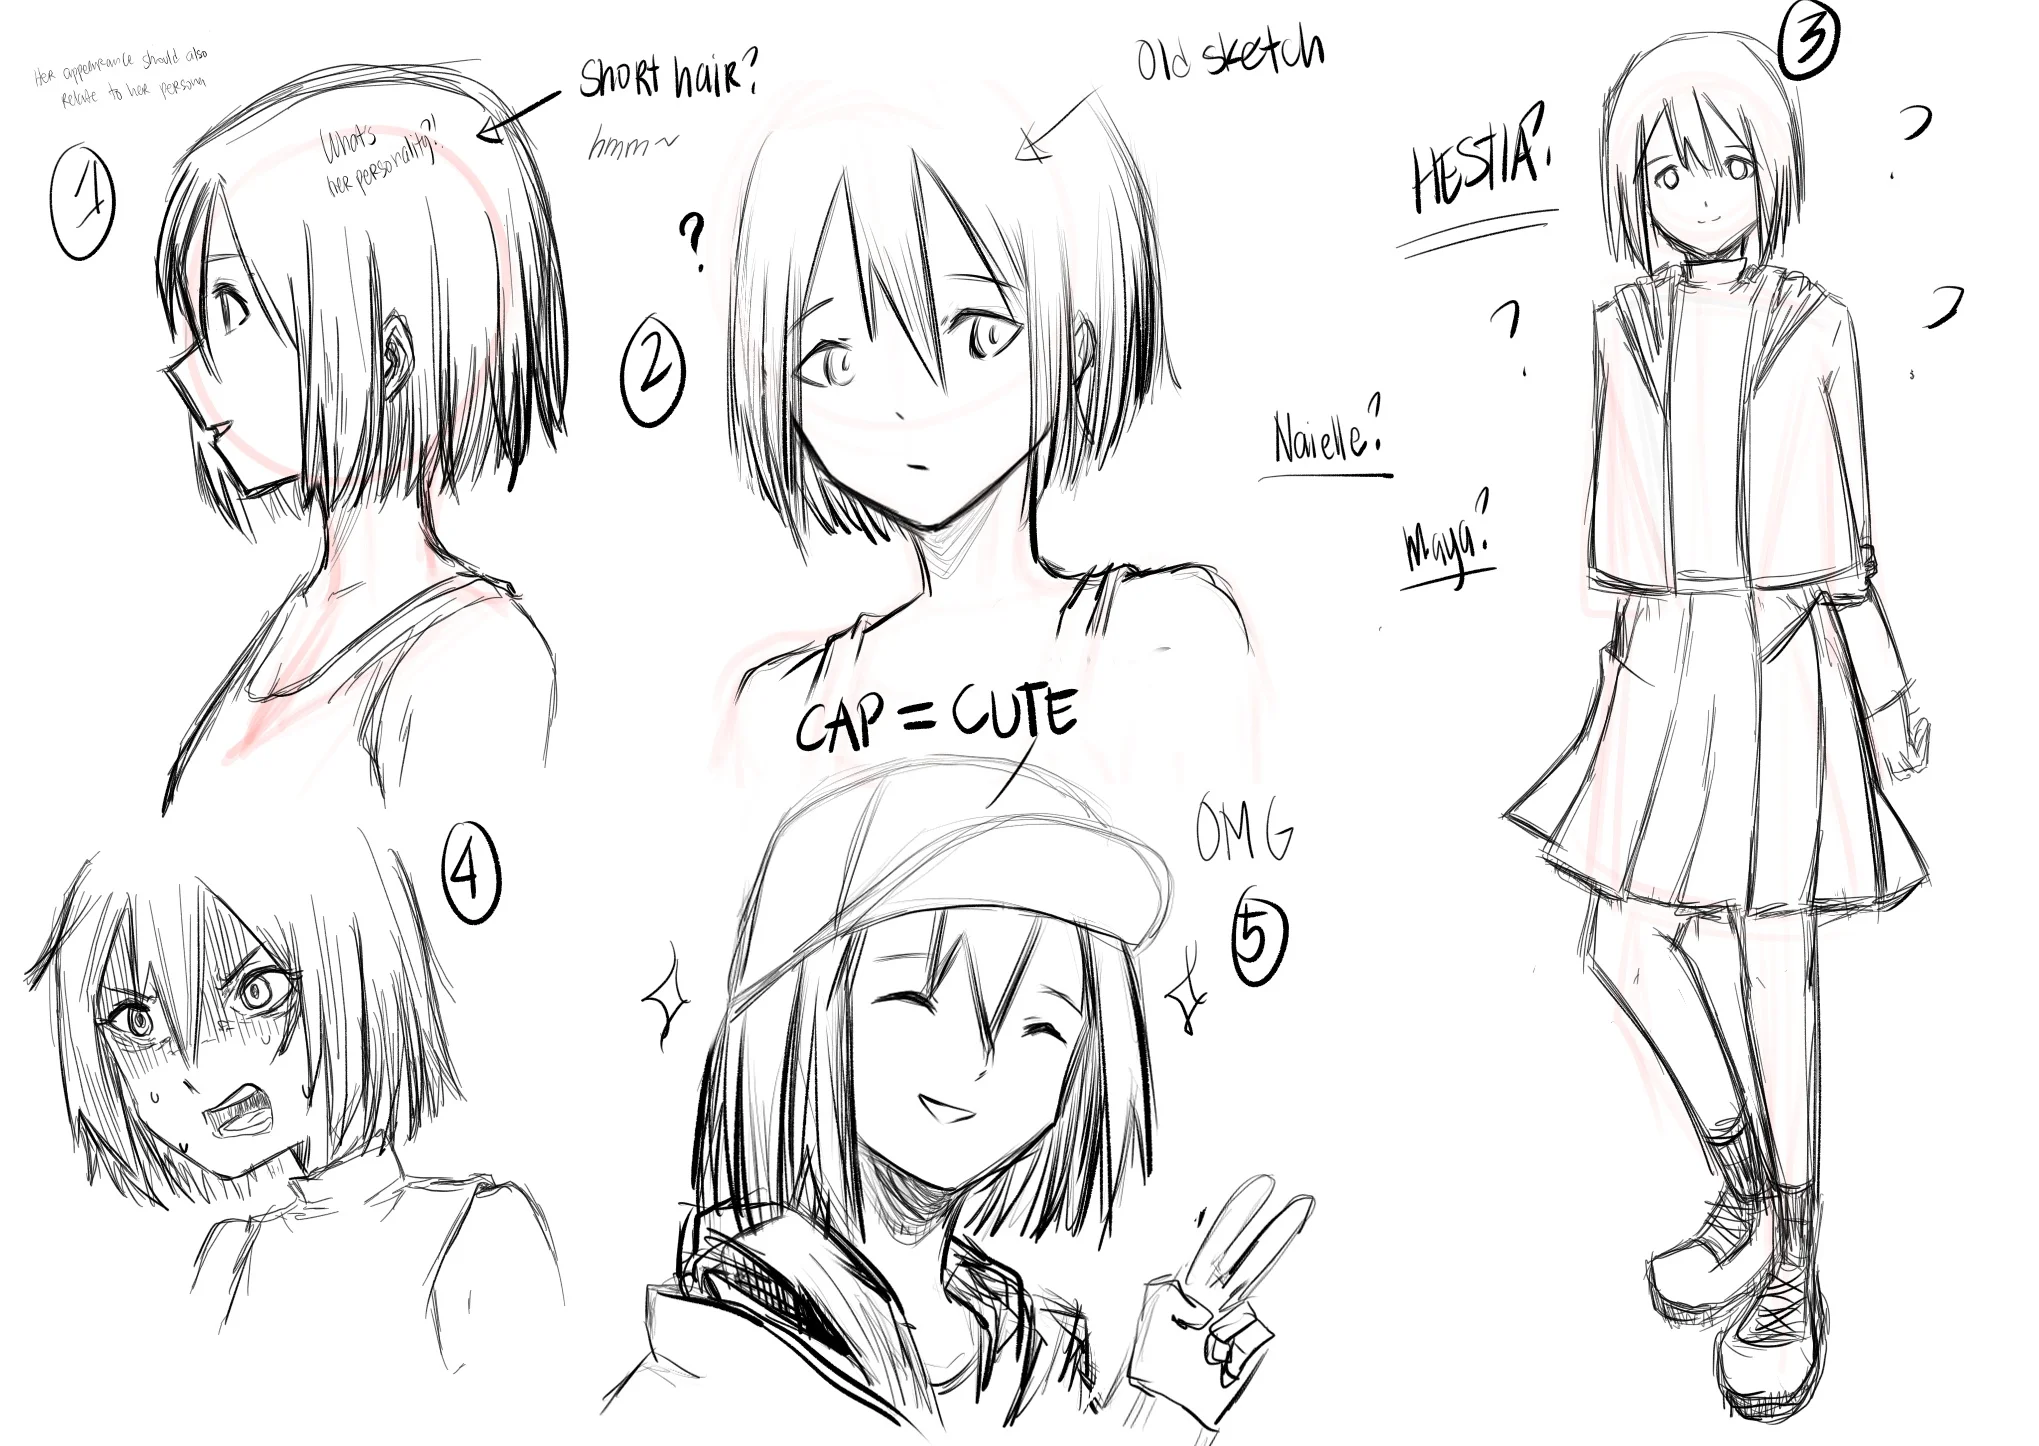 Her appearance should also
relate to her persona
1
What's
her personality?!
SHORT hair?
hmm~
?
2
Old sketch
3
HESTIA?
?
?
?
Naielle?
Maya?
CAP = CUTE
4
OMG
5